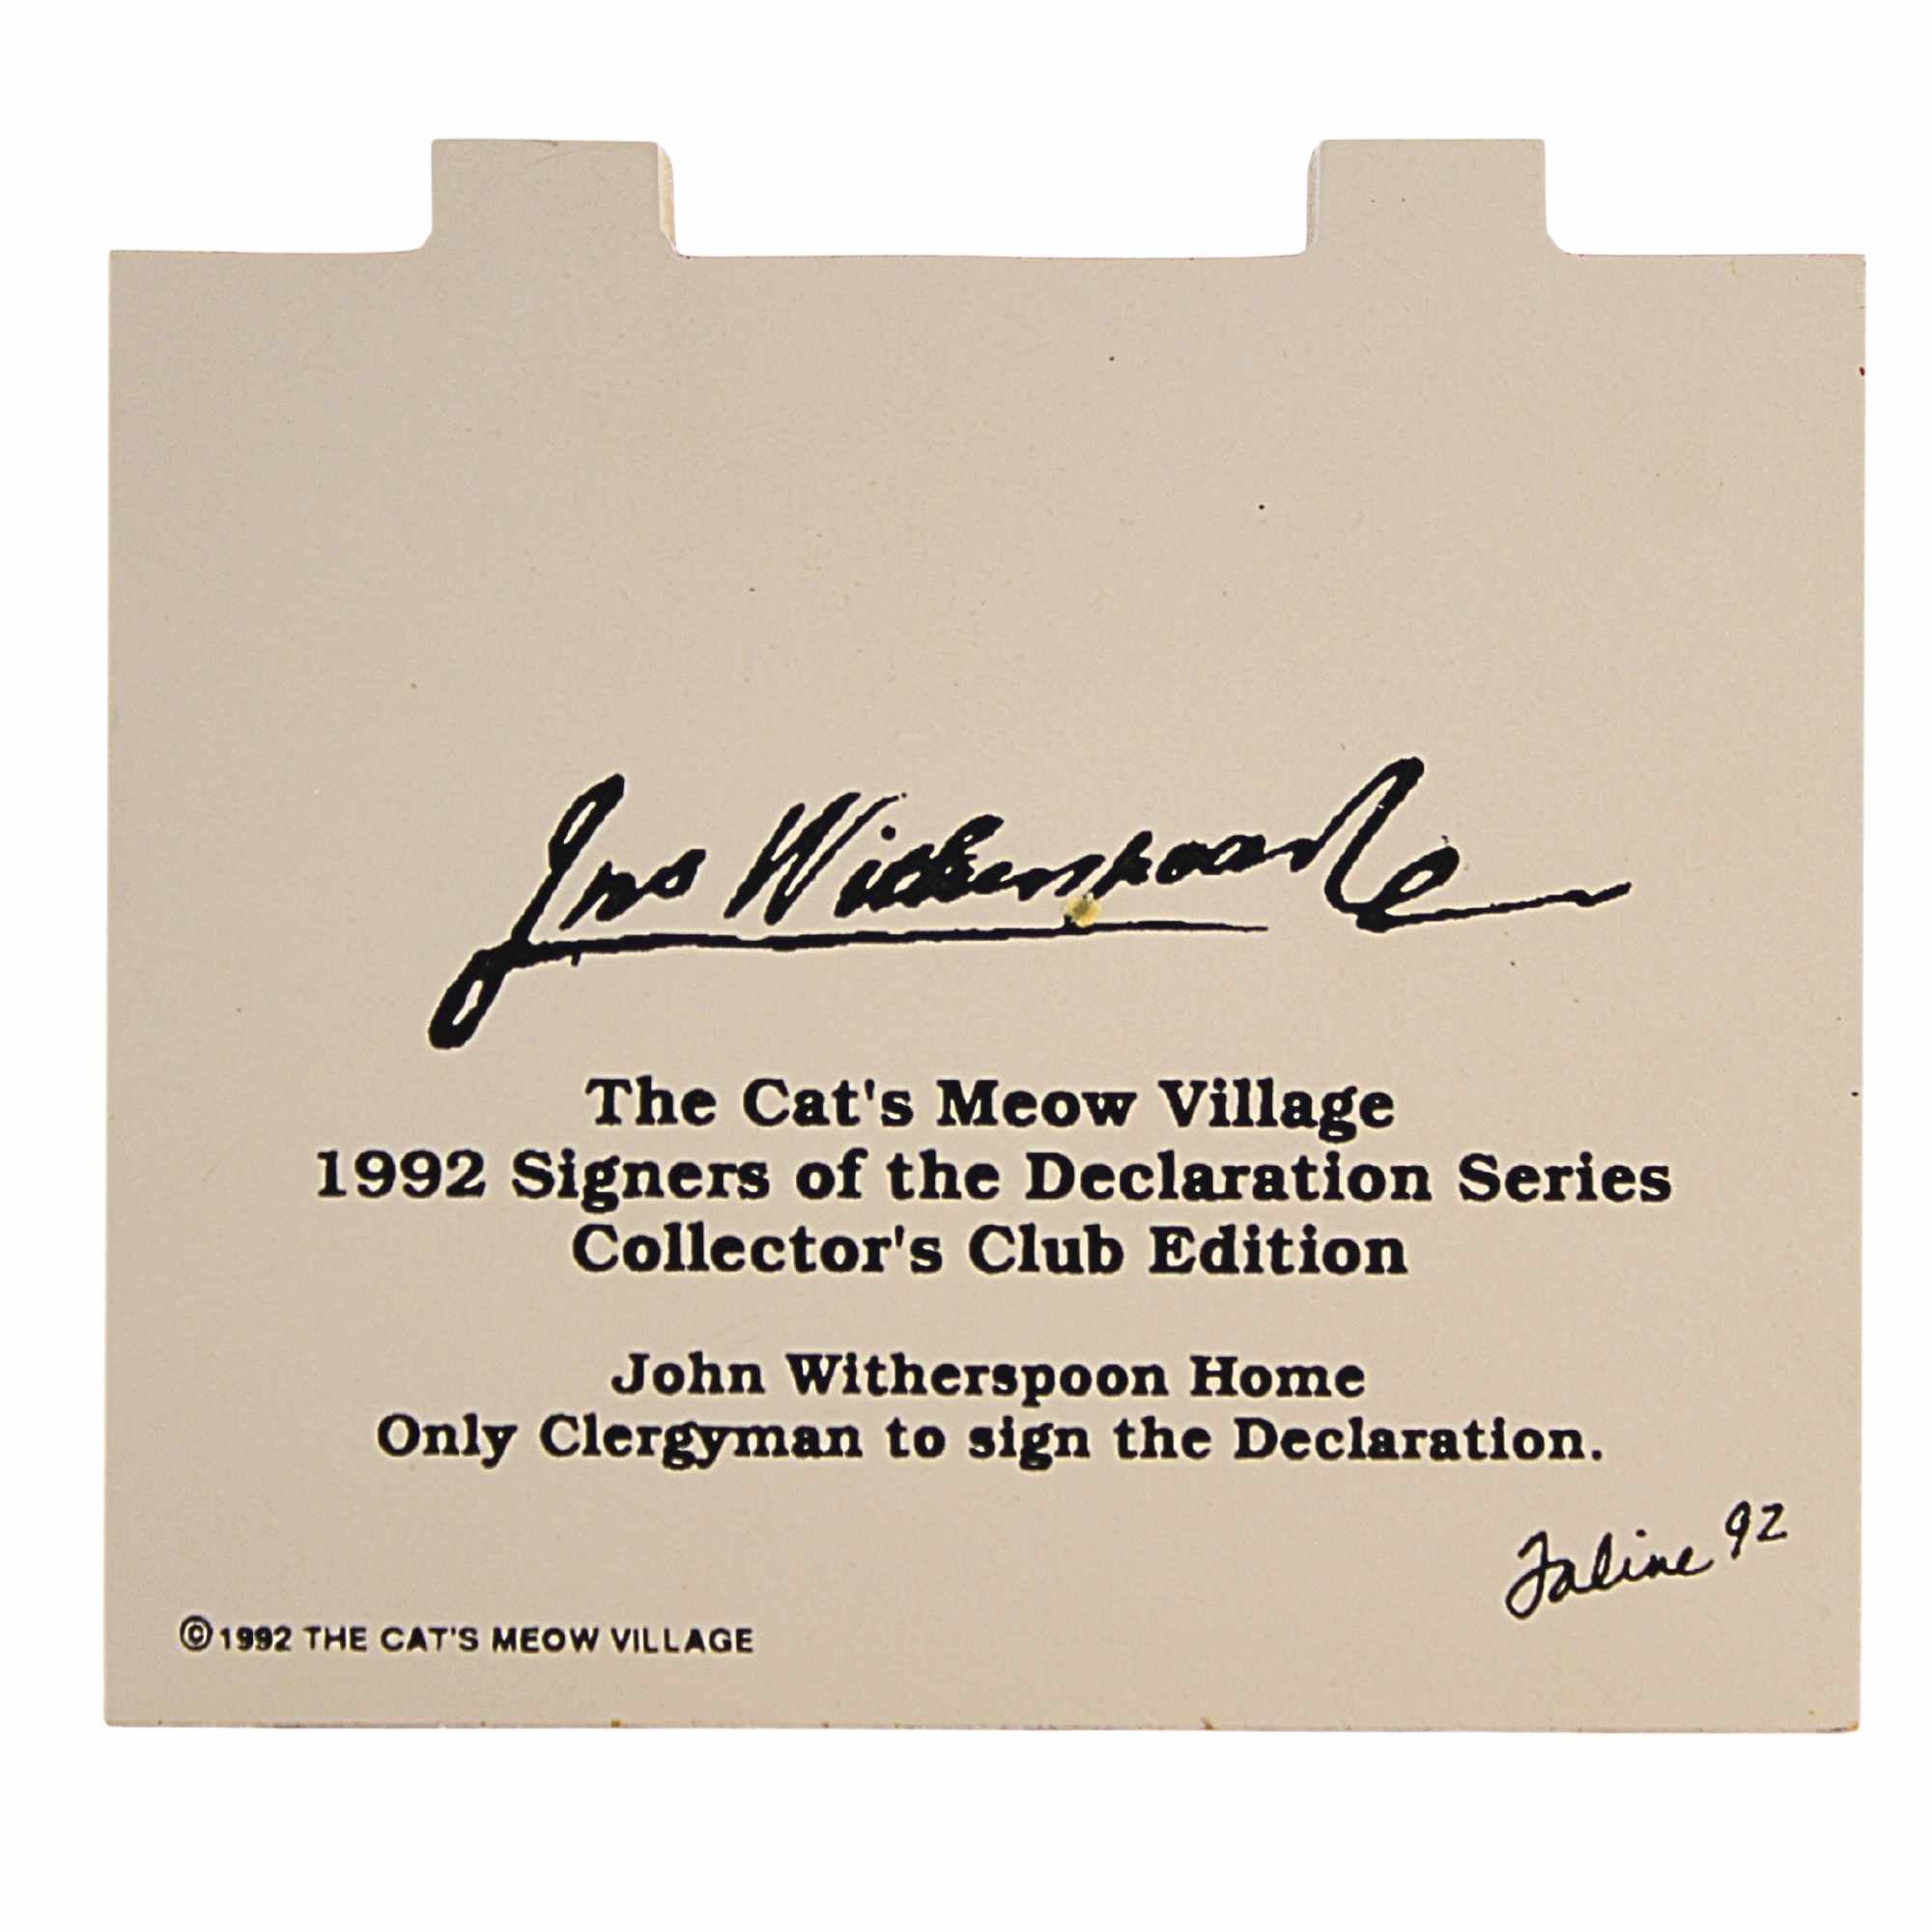 Jno Witherspoon
The Cat's Meow Village
1992 Signers of the Declaration Series
Collector's Club Edition
John Witherspoon Home
Only Clergyman to sign the Declaration.
Faline 92
©1992 THE CAT'S MEOW VILLAGE